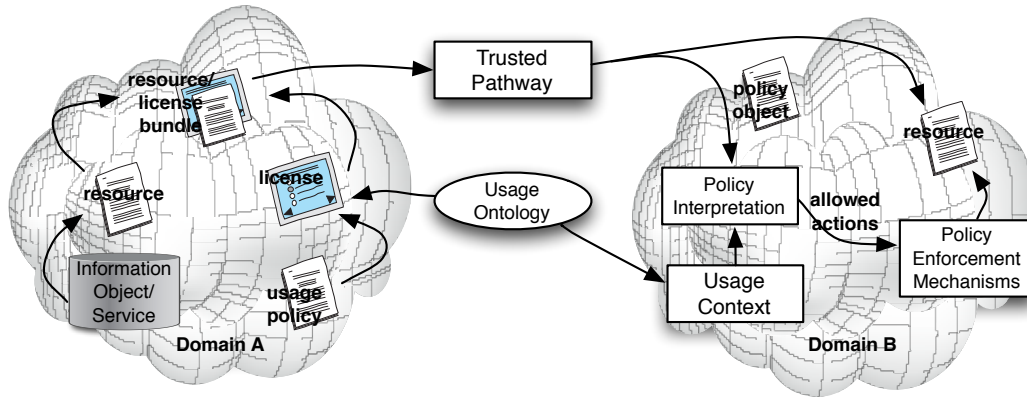 resource/
license
bundle
resource
license
Information
Object/
Service
usage
policy
Domain A
Trusted
Pathway
Usage
Ontology
policy
object
resource
Policy
Interpretation
allowed
actions
Policy
Enforcement
Mechanisms
Usage
Context
Domain B